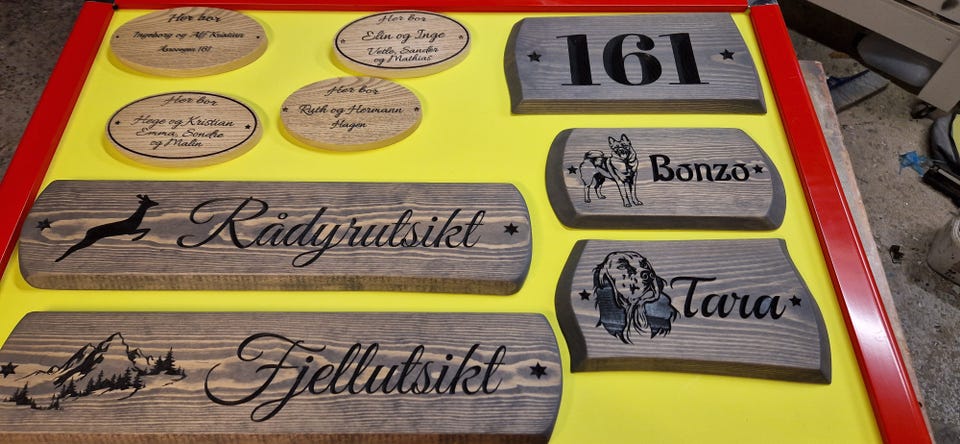 Her bor
Ingeborg og Alf Kristian
Aasvegen 161
Her bor
Elin og Inge
Vetle, Sander
og Mathias
161
Her bor
Hege og Kristian
Emma, Sondre
og Malin
Her bor
Ruth og Hermann
Hagen
Bonzo
Rådyrutsikt
Tara
Fjellutsikt